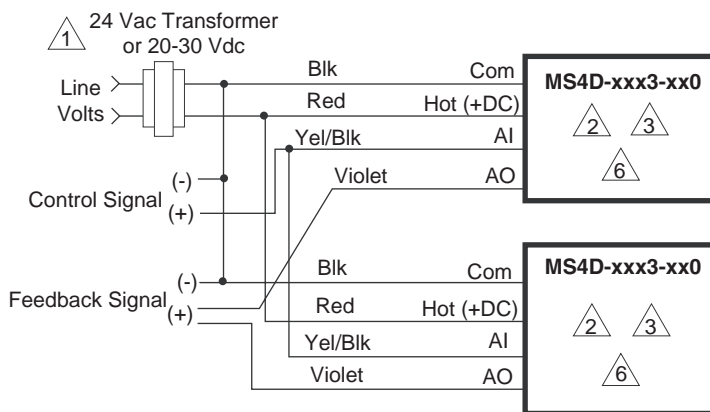 1
24 Vac Transformer
or 20-30 Vdc
Line
Volts
Blk
Com
Red
Hot (+DC)
Yel/Blk
AI
Violet
AO
MS4D-xxx3-xx0
2
3
6
Control Signal
(-)
(+)
Feedback Signal
(-)
(+)
Blk
Com
Red
Hot (+DC)
Yel/Blk
AI
Violet
AO
MS4D-xxx3-xx0
2
3
6